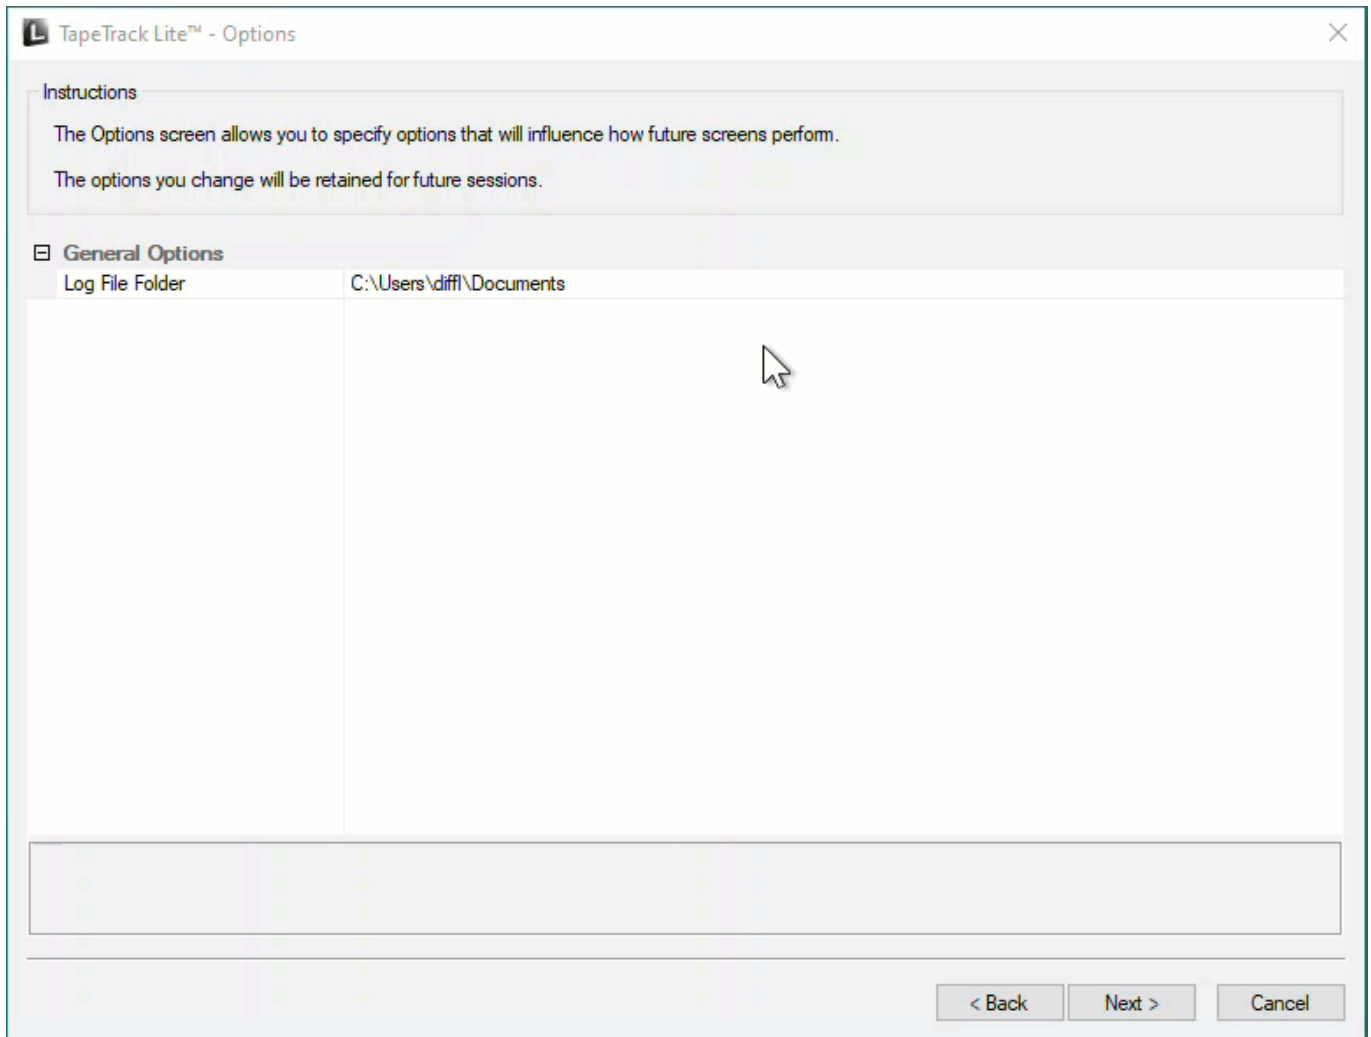 TapeTrack Lite™ - Options
Instructions
The Options screen allows you to specify options that will influence how future screens perform.
The options you change will be retained for future sessions.
General Options
Log File Folder C:\Users\diffl\Documents
< Back Next > Cancel